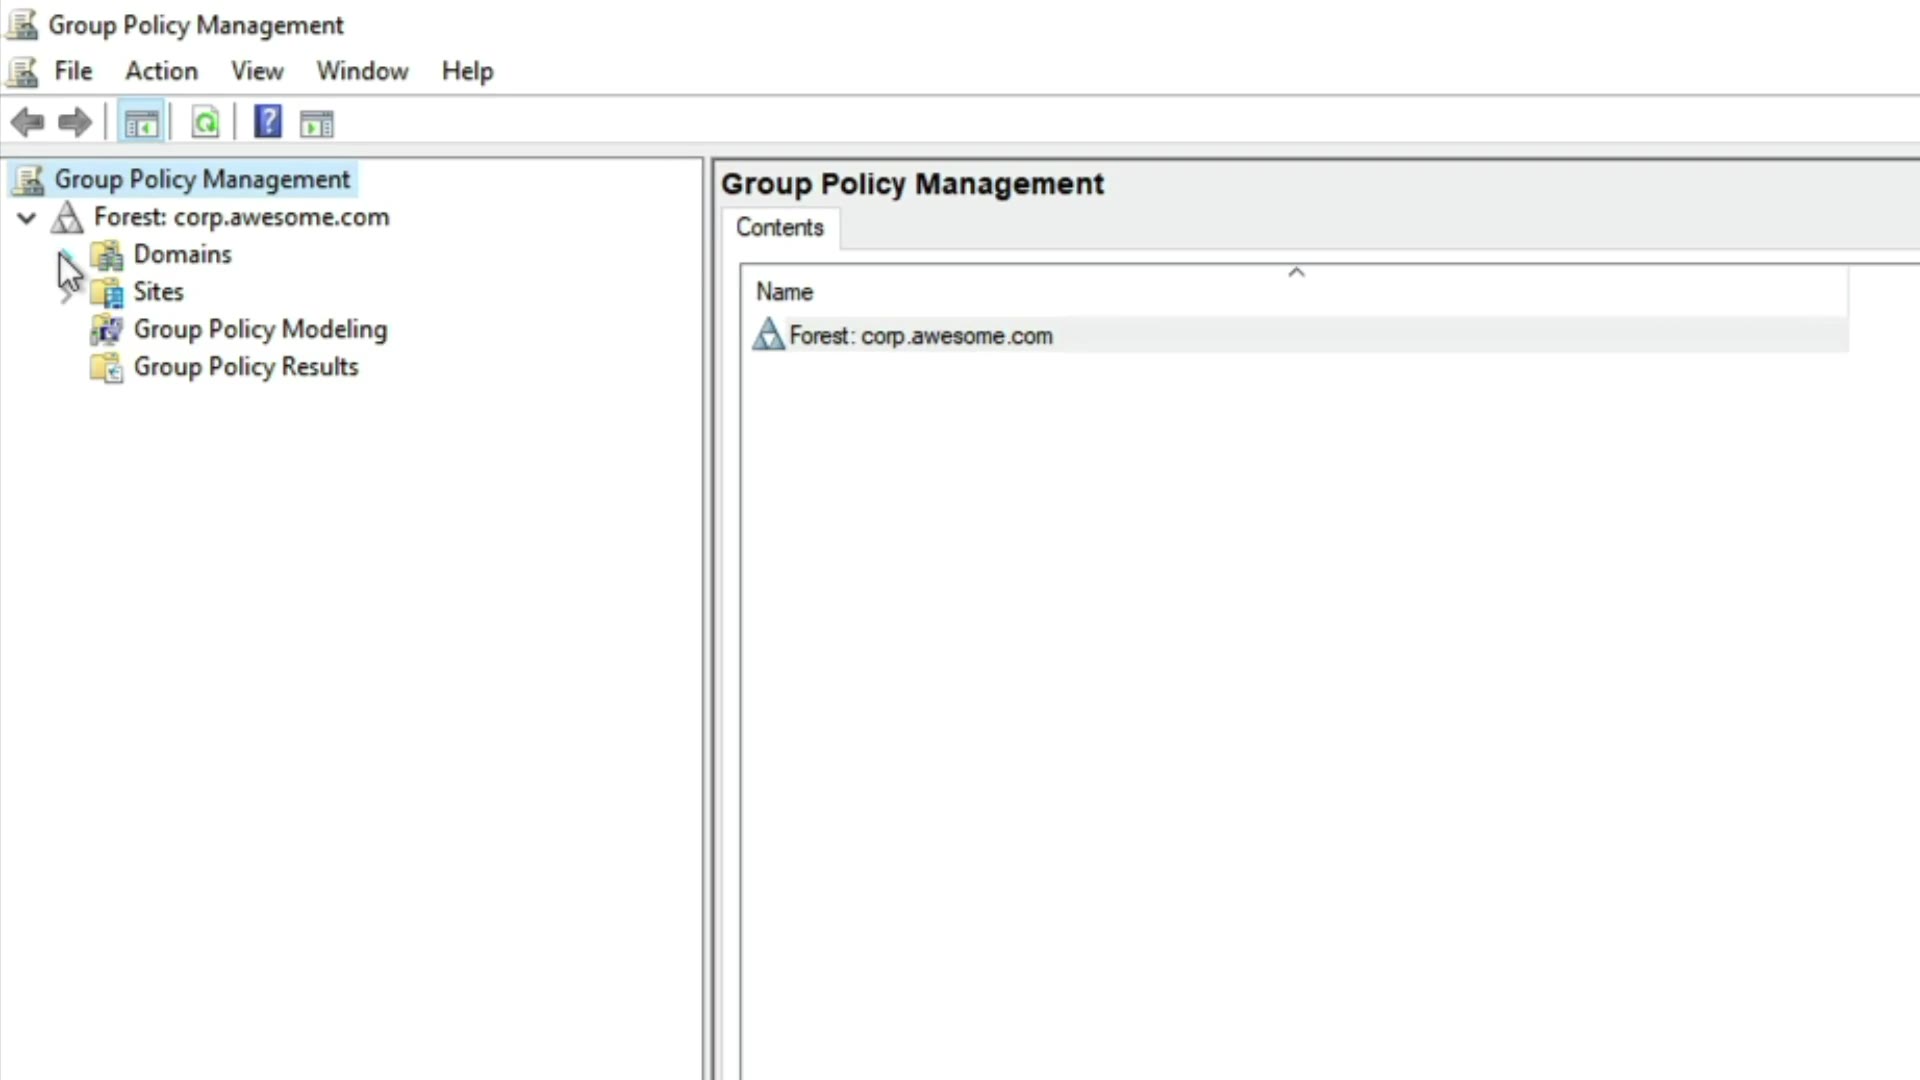 Group Policy Management
File Action View Window Help
Group Policy Management
Forest: corp.awesome.com
Domains
Sites
Group Policy Modeling
Group Policy Results
Group Policy Management
Contents
Name
Forest: corp.awesome.com